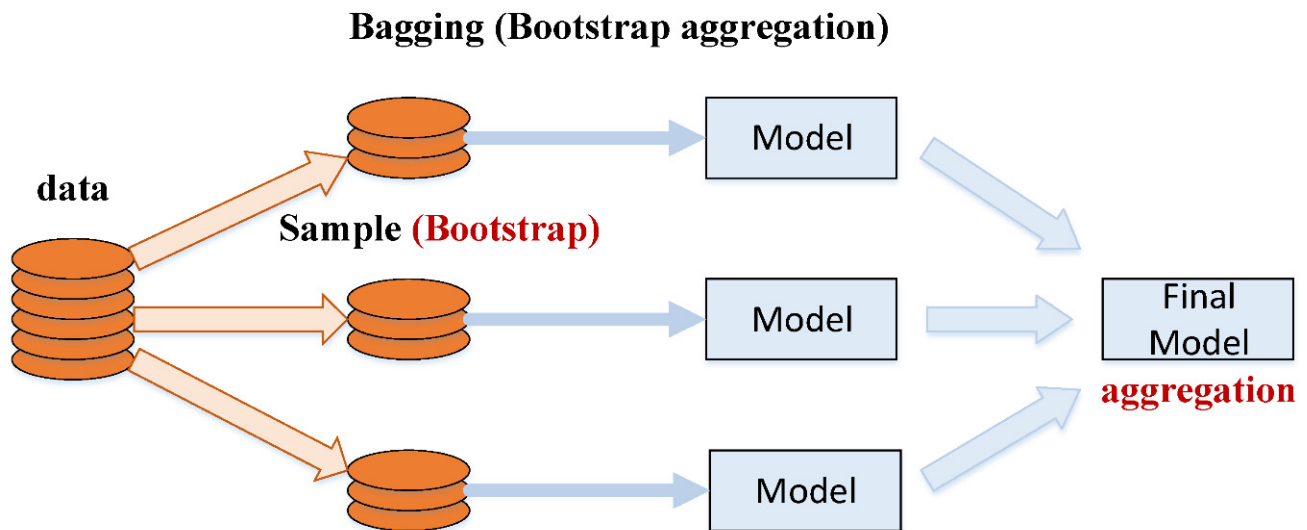 Bagging (Bootstrap aggregation)
data
Sample (Bootstrap)
Model
Model
Model
Final
Model
aggregation